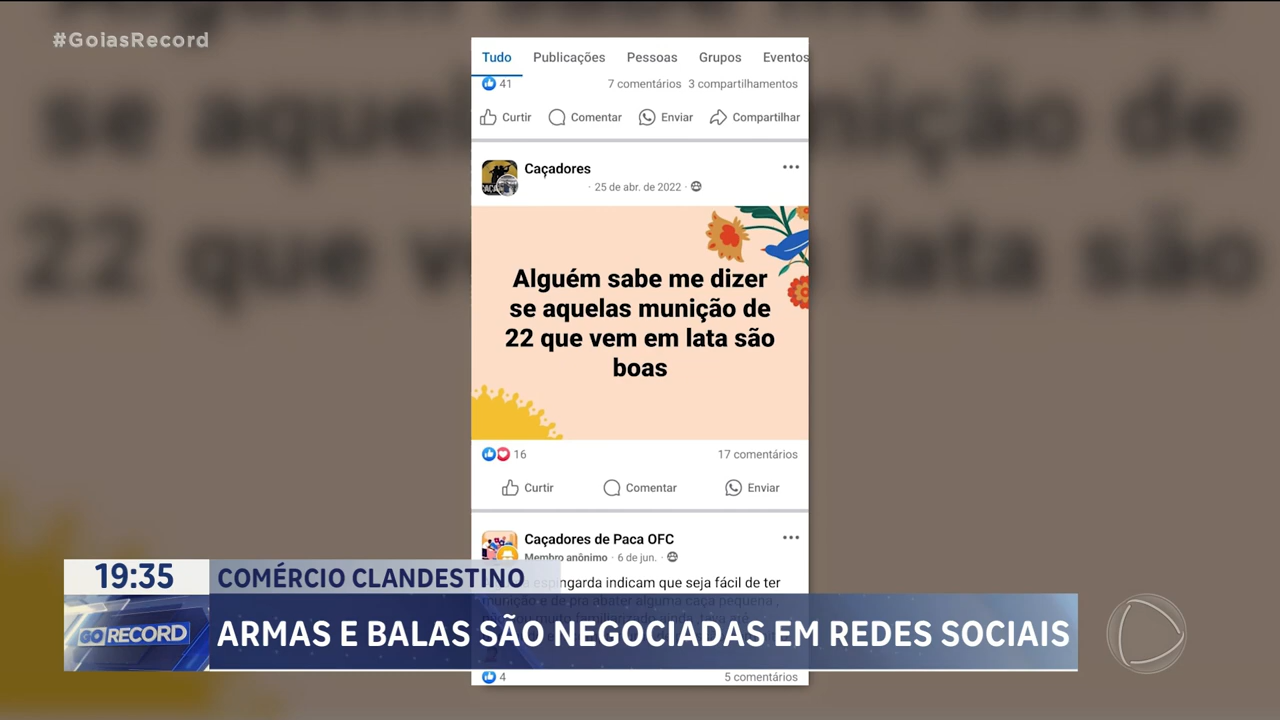 #GoiasRecord
Tudo Publicações Pessoas Grupos Eventos
41 7 comentários 3 compartilhamentos
Curtir Comentar Enviar Compartilhar
Caçadores
· 25 de abr. de 2022 ·
Alguém sabe me dizer
se aquelas munição de
22 que vem em lata são
boas
16 17 comentários
Curtir Comentar Enviar
Caçadores de Paca OFC
Membro anônimo · 6 de jun. ·
espingarda indicam que seja fácil de ter
munição e de pra abater alguma caça pequena,
4 5 comentários
19:35 COMÉRCIO CLANDESTINO
GO RECORD
ARMAS E BALAS SÃO NEGOCIADAS EM REDES SOCIAIS